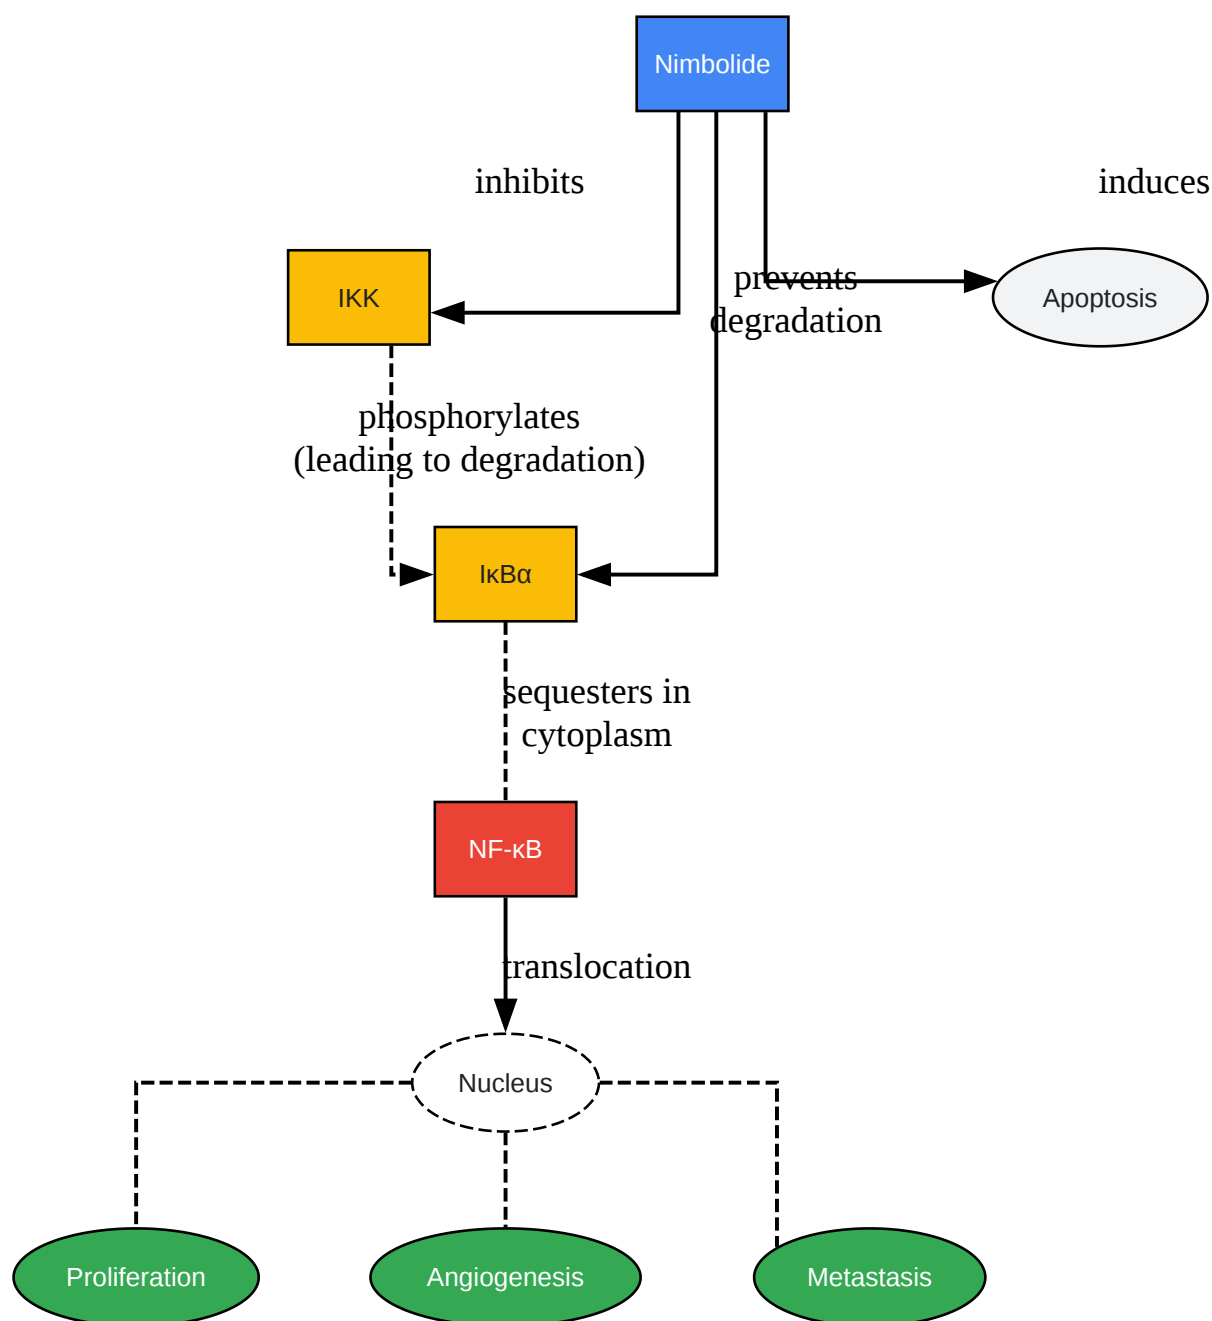 Nimbolide
inhibits
induces
IKK
prevents
degradation
Apoptosis
phosphorylates
(leading to degradation)
IκBα
sequesters in
cytoplasm
NF-κB
translocation
Nucleus
Proliferation
Angiogenesis
Metastasis